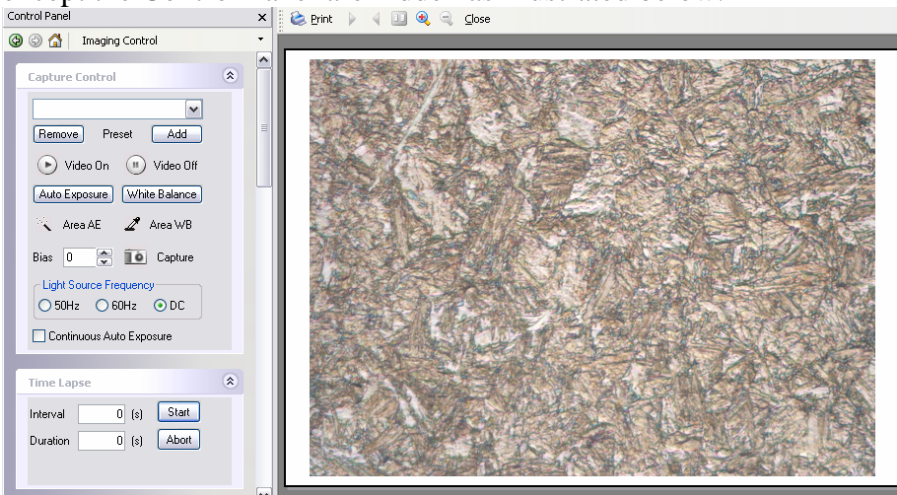 Control Panel x
Print Close
Imaging Control
Capture Control
Remove Preset Add
Video On Video Off
Auto Exposure White Balance
Area AE Area WB
Bias 0 Capture
Light Source Frequency
50Hz 60Hz DC
Continuous Auto Exposure
Time Lapse
Interval 0 (s) Start
Duration 0 (s) Abort